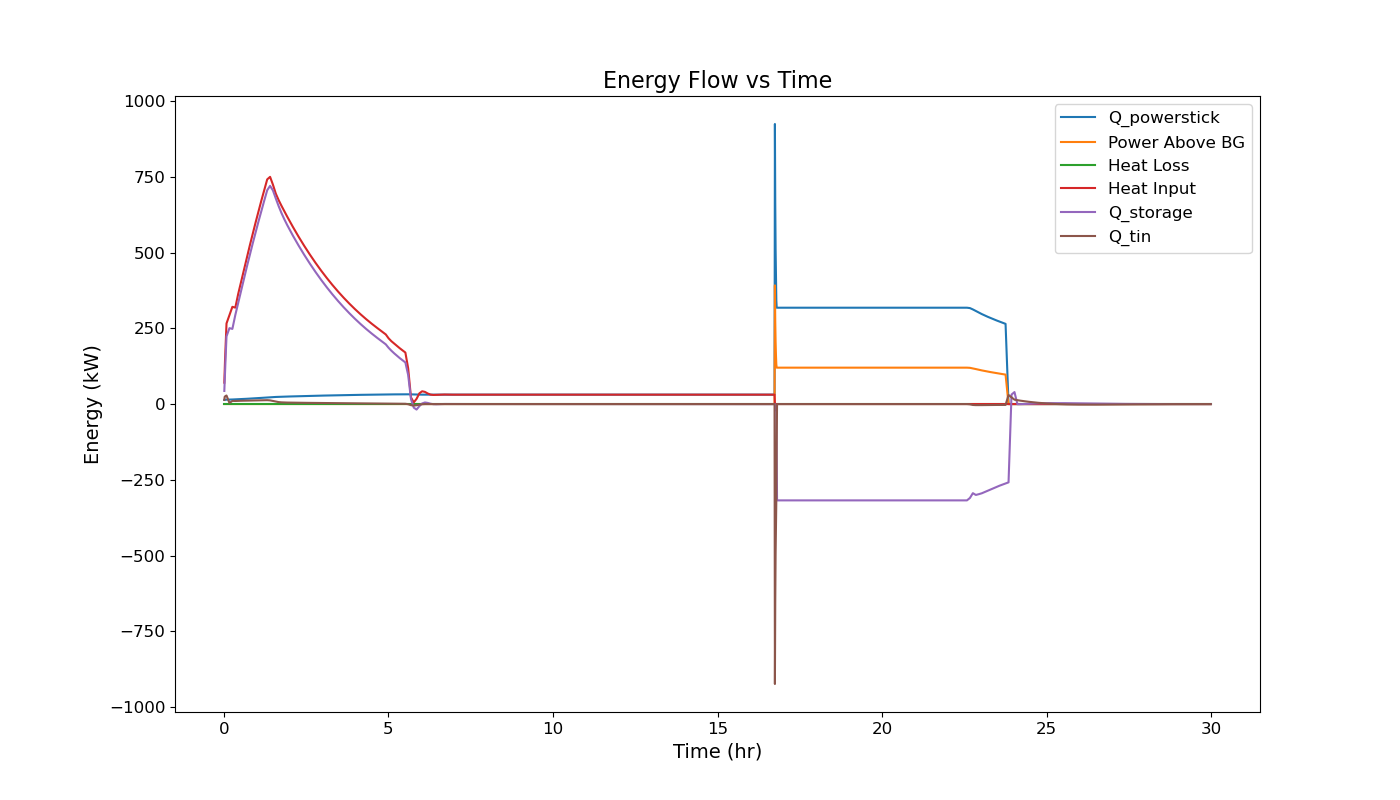 Energy Flow vs Time
Energy (kW)
1000
750
500
250
0
−250
−500
−750
−1000
Q_powerstick
Power Above BG
Heat Loss
Heat Input
Q_storage
Q_tin
0 5 10 15 20 25 30
Time (hr)